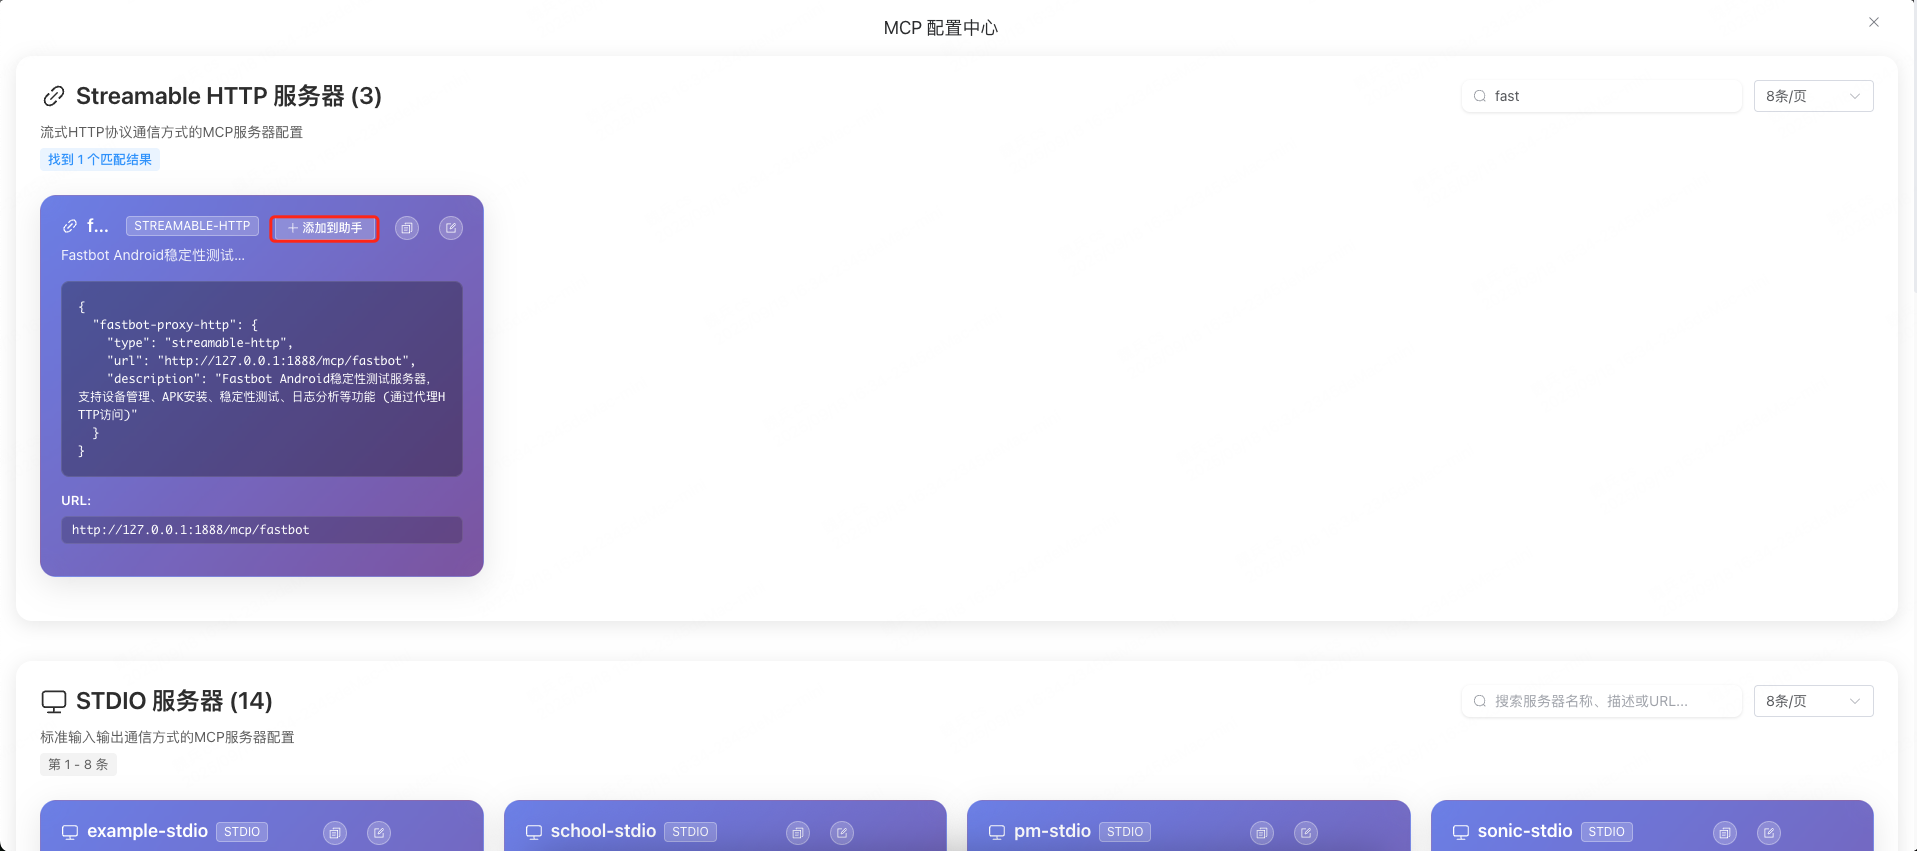 MCP 配置中心
Streamable HTTP 服务器 (3)
fast
8条/页
流式HTTP协议通信方式的MCP服务器配置
找到 1 个匹配结果
f...
STREAMABLE-HTTP
添加到助手
Fastbot Android稳定性测试...
{
"fastbot-proxy-http": {
"type": "streamable-http",
"url": "http://127.0.0.1:1888/mcp/fastbot",
"description": "Fastbot Android稳定性测试服务器，
支持设备管理、APK安装、稳定性测试、日志分析等功能 (通过代理H
TTP访问)"
}
}
URL:
http://127.0.0.1:1888/mcp/fastbot
STDIO 服务器 (14)
搜索服务器名称、描述或URL...
8条/页
标准输入输出通信方式的MCP服务器配置
第 1 - 8 条
example-stdio STDIO
school-stdio STDIO
pm-stdio STDIO
sonic-stdio STDIO